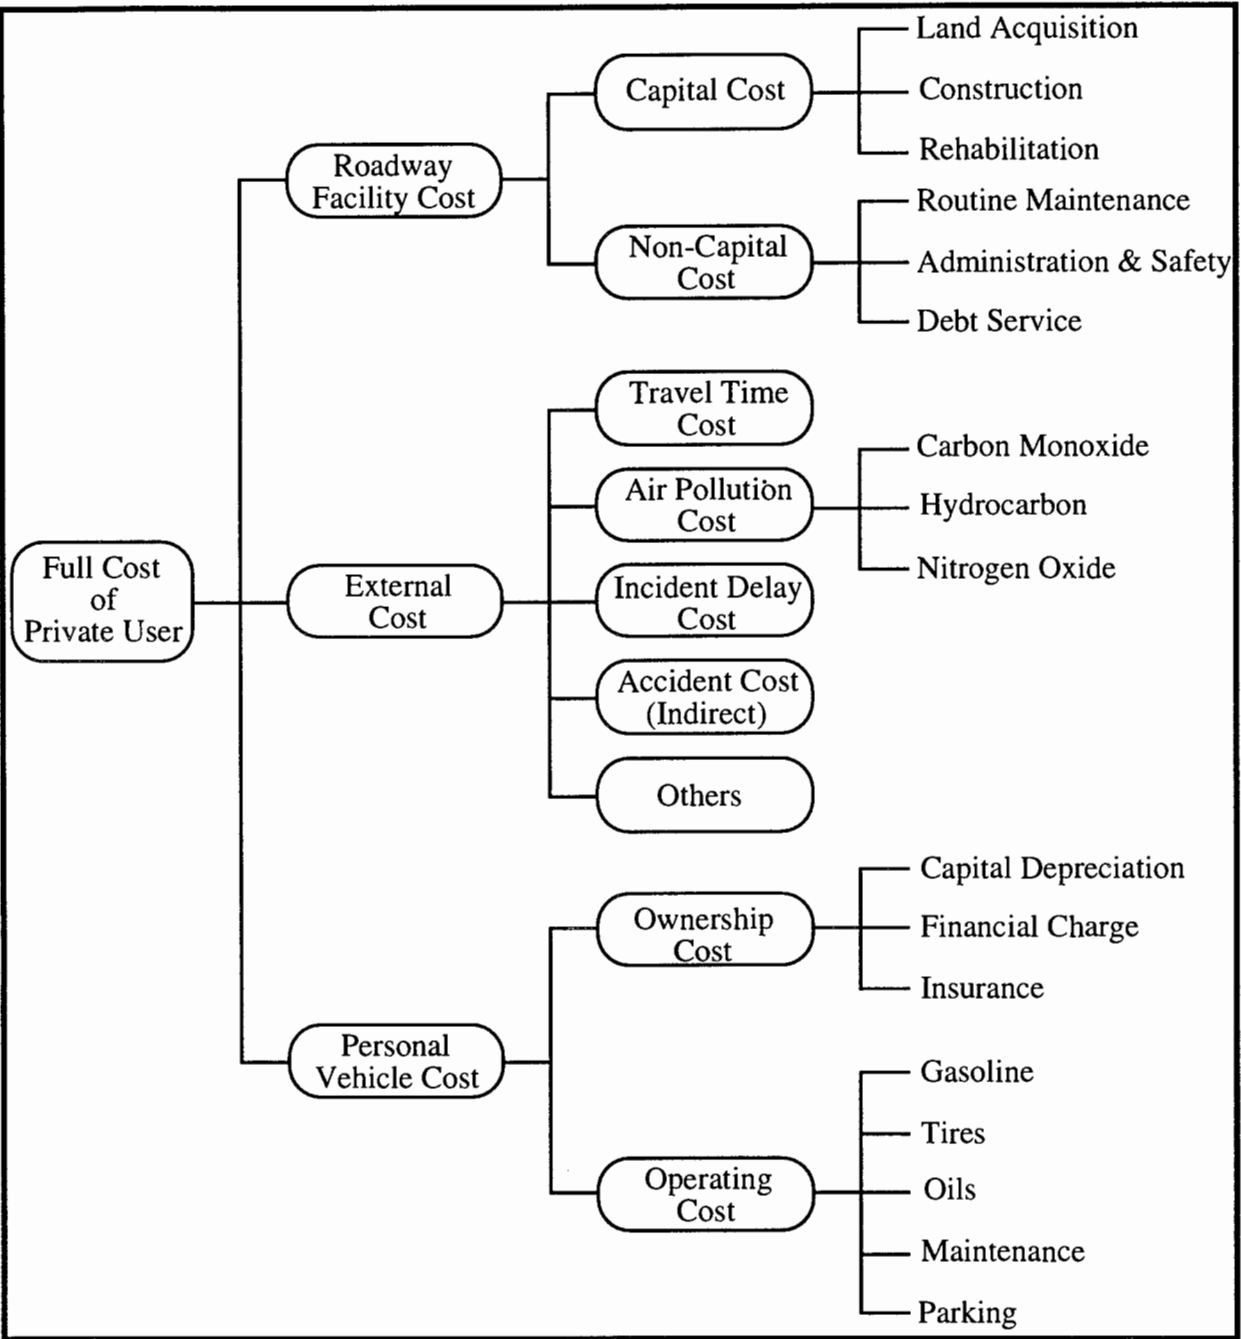 Full Cost
of
Private User
Roadway
Facility Cost
Capital Cost
Land Acquisition
Construction
Rehabilitation
Non-Capital
Cost
Routine Maintenance
Administration & Safety
Debt Service
External
Cost
Travel Time
Cost
Air Pollution
Cost
Carbon Monoxide
Hydrocarbon
Nitrogen Oxide
Incident Delay
Cost
Accident Cost
(Indirect)
Others
Personal
Vehicle Cost
Ownership
Cost
Capital Depreciation
Financial Charge
Insurance
Operating
Cost
Gasoline
Tires
Oils
Maintenance
Parking